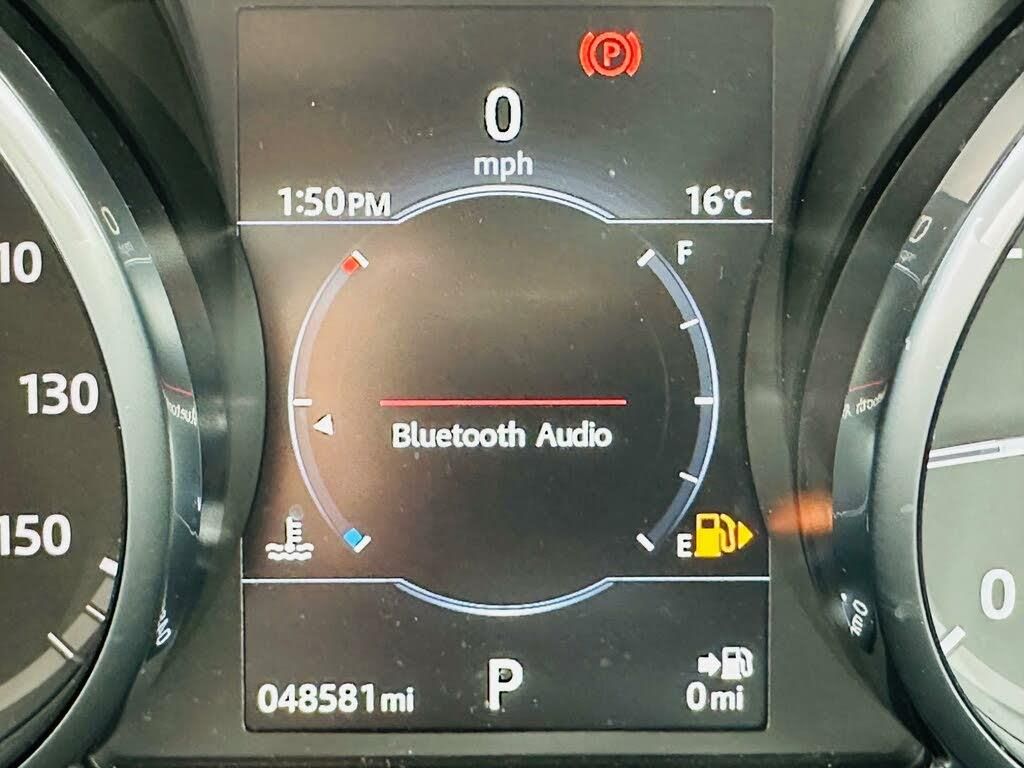 P
0
mph
1:50PM
16°C
F
10
130
Bluetooth Audio
150
E
0
P
048581mi
0mi